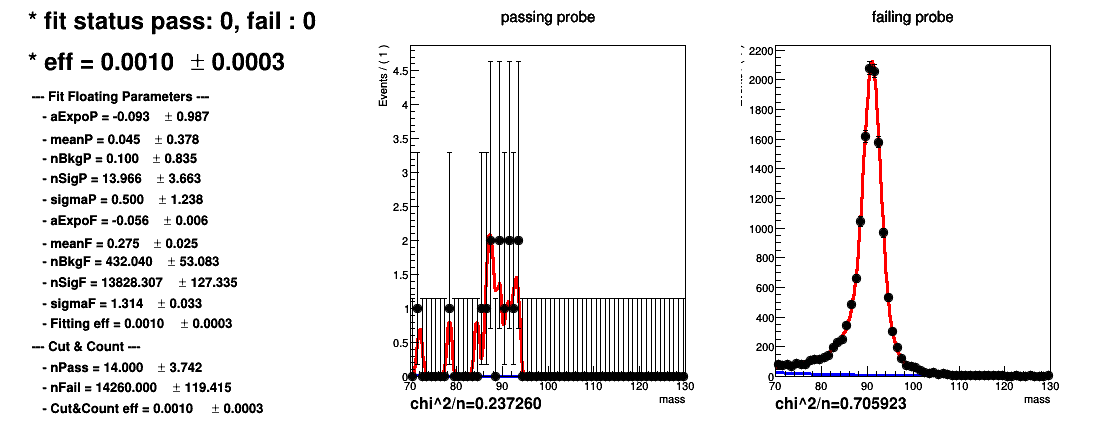 * fit status pass: 0, fail : 0
* eff = 0.0010 ± 0.0003
--- Fit Floating Parameters ---
- aExpoP = -0.093 ± 0.987
- meanP = 0.045 ± 0.378
- nBkgP = 0.100 ± 0.835
- nSigP = 13.966 ± 3.663
- sigmaP = 0.500 ± 1.238
- aExpoF = -0.056 ± 0.006
- meanF = 0.275 ± 0.025
- nBkgF = 432.040 ± 53.083
- nSigF = 13828.307 ± 127.335
- sigmaF = 1.314 ± 0.033
- Fitting eff = 0.0010 ± 0.0003
--- Cut & Count ---
- nPass = 14.000 ± 3.742
- nFail = 14260.000 ± 119.415
- Cut&Count eff = 0.0010 ± 0.0003
passing probe
Events / ( 1 )
4.5
4
3.5
3
2.5
2
1.5
1
0.5
0
70 80 90 100 110 120 130
mass
chi^2/n=0.237260
failing probe
2200
2000
1800
1600
1400
1200
1000
800
600
400
200
0
70 80 90 100 110 120 130
mass
chi^2/n=0.705923